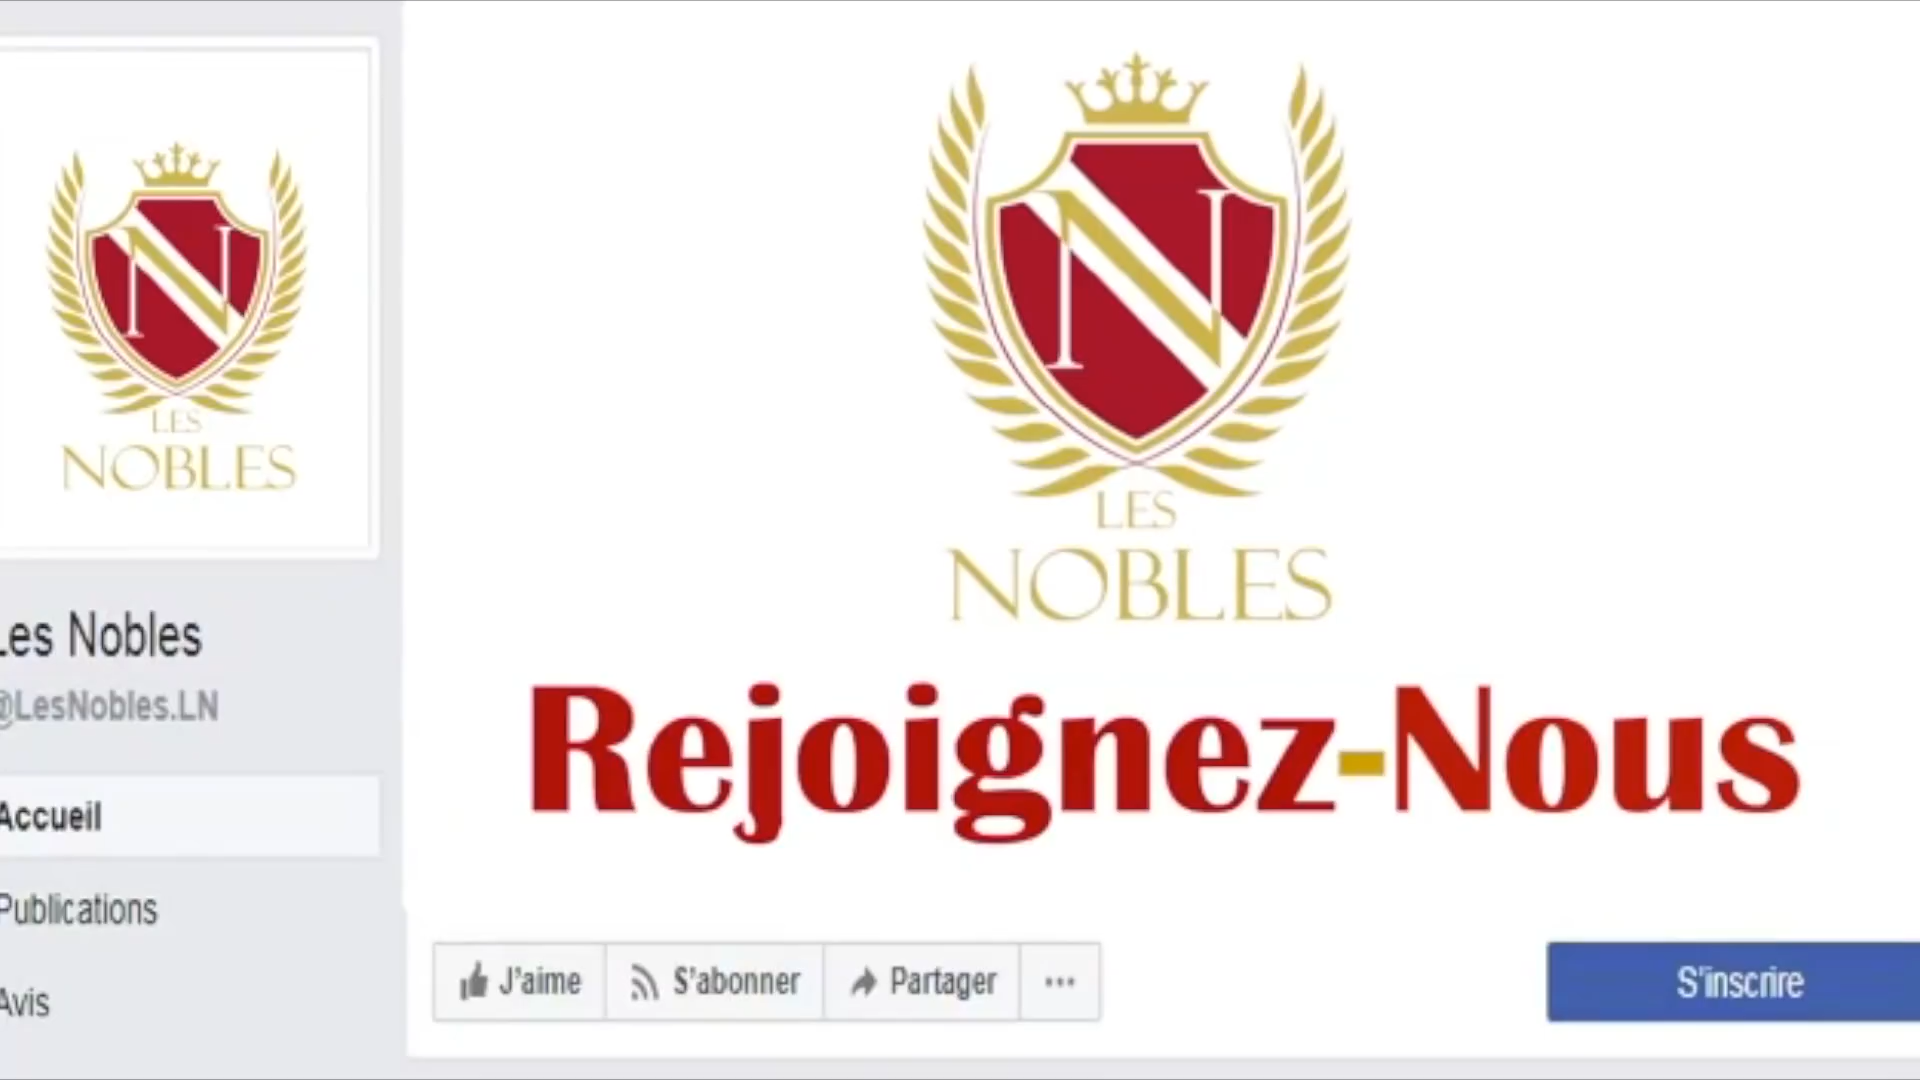 N
LES
NOBLES
Les Nobles
@LesNobles.LN
Accueil
Publications
Avis
N
LES
NOBLES
Rejoignez-Nous
J'aime
S'abonner
Partager
...
S'inscrire